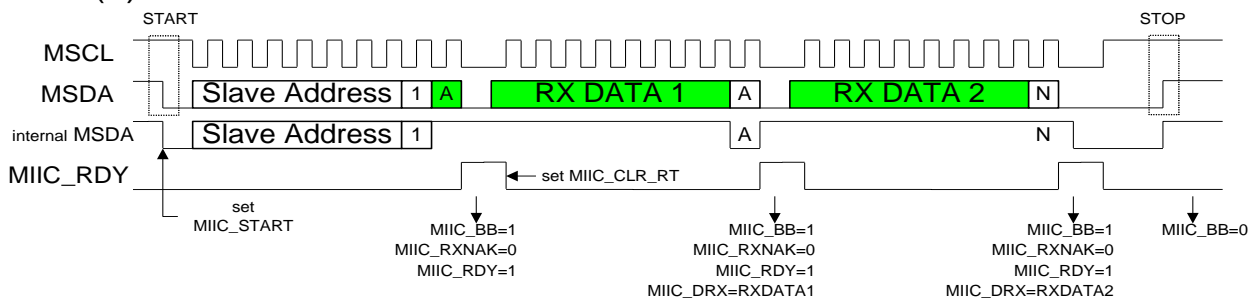 START STOP
MSCL
MSDA Slave Address 1 A RX DATA 1 A RX DATA 2 N
internal MSDA Slave Address 1 A N
MIIC_RDY set MIIC_CLR_RT
set
MIIC_START
MIIC_BB=1 MIIC_BB=1 MIIC_BB=1 MIIC_BB=0
MIIC_RXNAK=0 MIIC_RXNAK=0 MIIC_RXNAK=0
MIIC_RDY=1 MIIC_RDY=1 MIIC_RDY=1
MIIC_DRX=RXDATA1 MIIC_DRX=RXDATA2